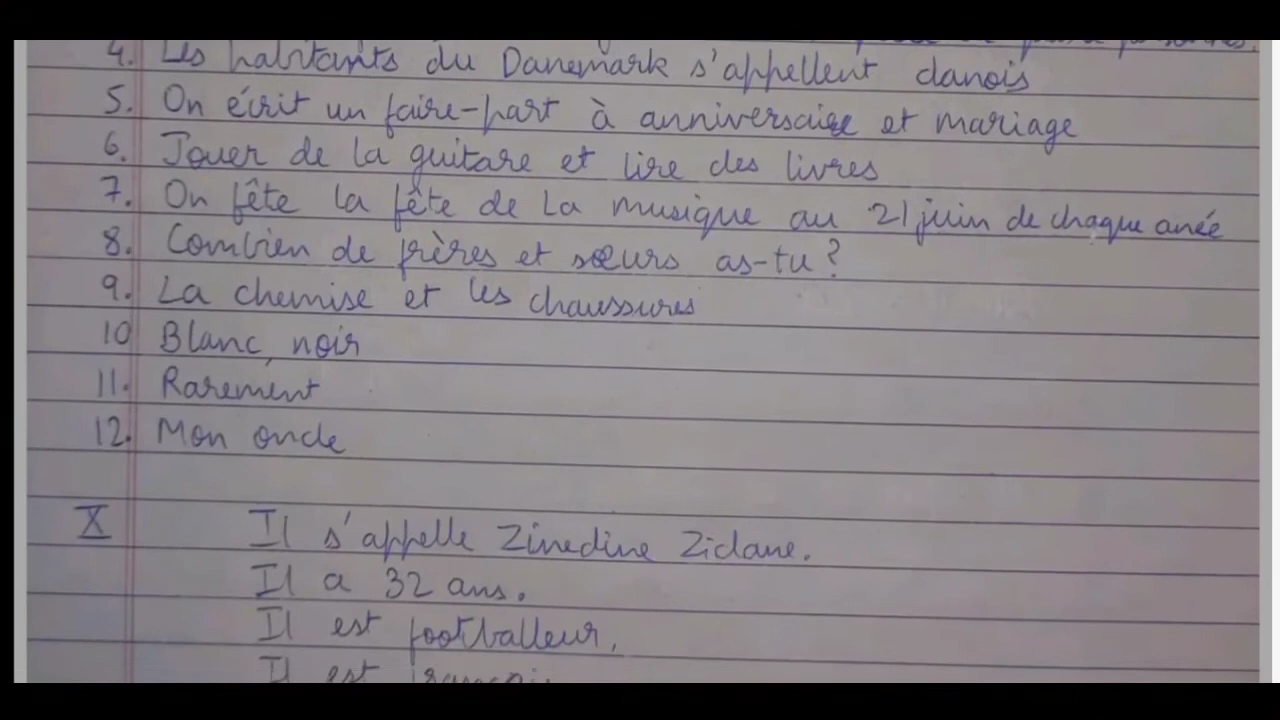 4. Les habitants du Danemark s'appellent danois
5. On écrit un faire-part à anniversaire et mariage
6. Jouer de la guitare et lire des livres
7. On fête la fête de la musique au 21 juin de chaque anée
8. Combien de frères et sœurs as-tu?
9. La chemise et les chaussures
10 Blanc, noir
11. Rarement
12. Mon oncle
X Il s'appelle Zinedine Zidane.
Il a 32 ans.
Il est footballeur.
Il est